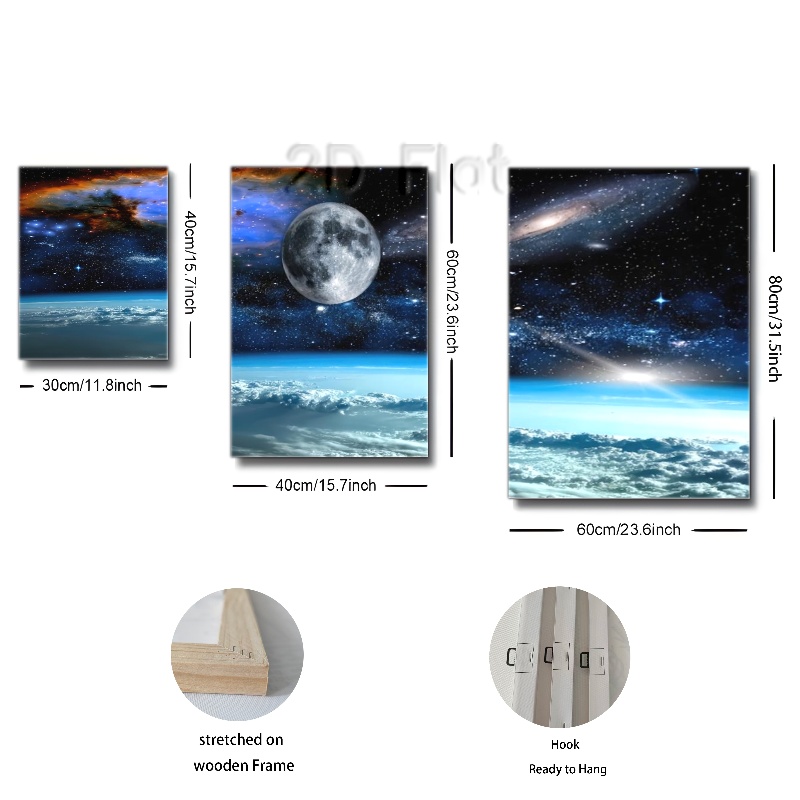 2D Flat
40cm/15.7inch
30cm/11.8inch
60cm/23.6inch
40cm/15.7inch
80cm/31.5inch
60cm/23.6inch
stretched on
wooden Frame
Hook
Ready to Hang